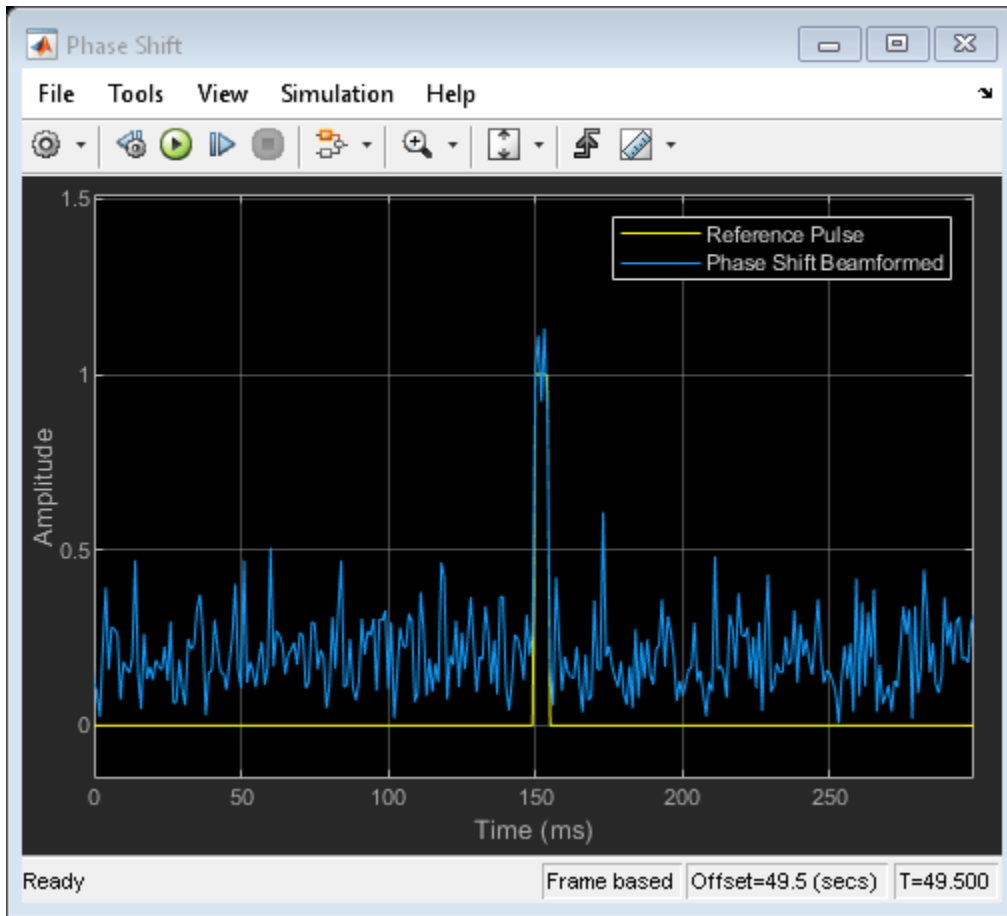 Phase Shift
File Tools View Simulation Help
1.5
Reference Pulse
Phase Shift Beamformed
1
Amplitude
0.5
0
0 50 100 150 200 250
Time (ms)
Ready Frame based Offset=49.5 (secs) T=49.500